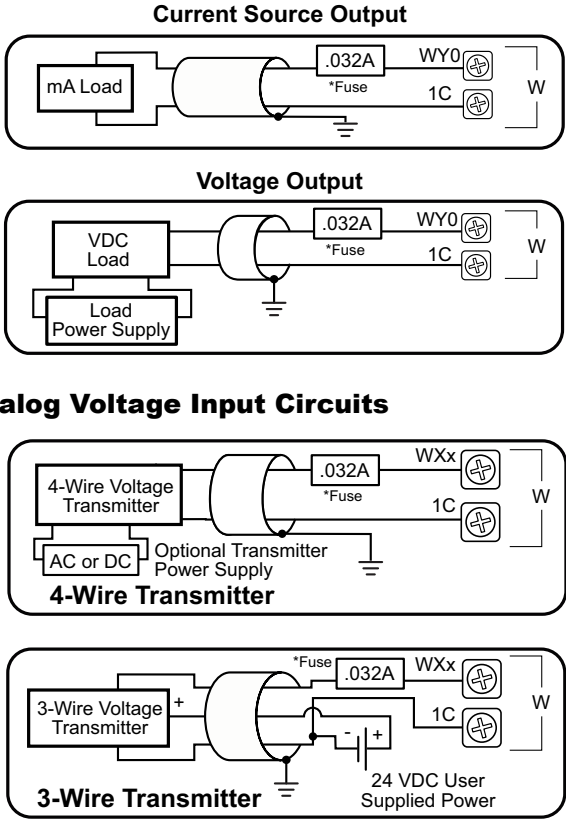 Current Source Output
mA Load
.032A
*Fuse
WY0
1C
W
Voltage Output
VDC
Load
Load
Power Supply
.032A
*Fuse
WY0
1C
W
alog Voltage Input Circuits
4-Wire Voltage
Transmitter
AC or DC
Optional Transmitter
Power Supply
.032A
*Fuse
WXx
1C
W
4-Wire Transmitter
3-Wire Voltage
Transmitter
+
*Fuse
.032A
WXx
1C
W
- +
24 VDC User
Supplied Power
3-Wire Transmitter